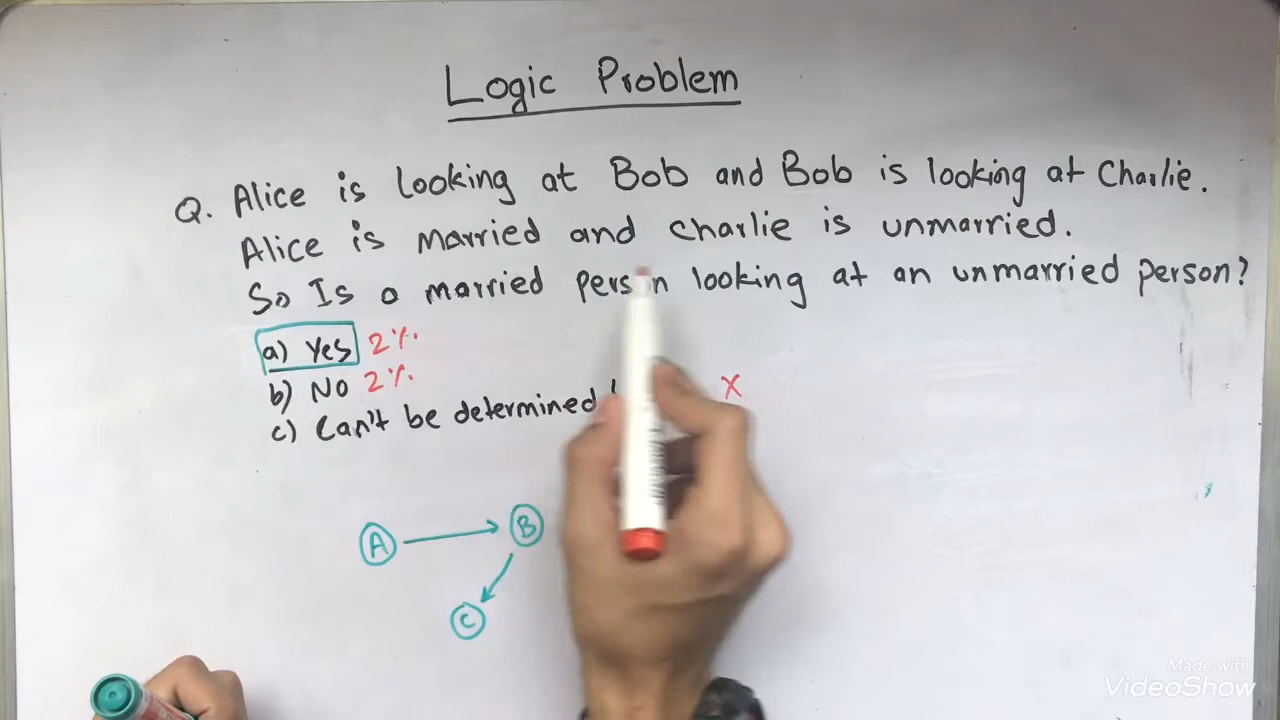 Logic Problem
Q. Alice is looking at Bob and Bob is looking at Charlie.
Alice is married and charlie is unmarried.
So Is a married person looking at an unmarried person?
a) Yes 2%
b) No 2%
c) Can't be determined X
A B
C
Made with
VideoShow